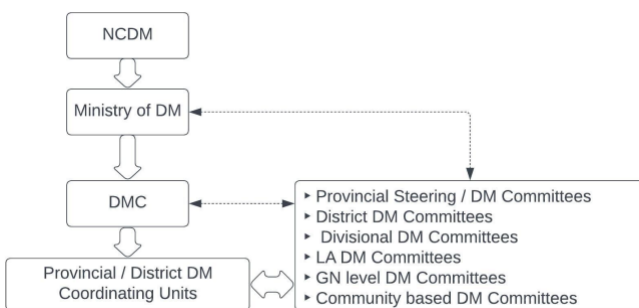 NCDM
Ministry of DM
DMC
Provincial / District DM
Coordinating Units
‣ Provincial Steering / DM Committees
‣ District DM Committees
‣ Divisional DM Committees
‣ LA DM Committees
‣ GN level DM Committees
‣ Community based DM Committees